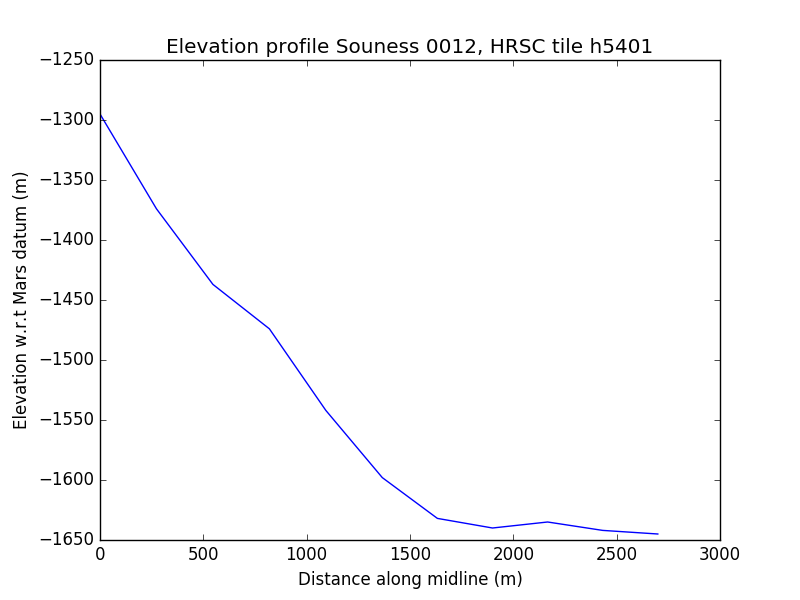 Elevation profile Souness 0012, HRSC tile h5401
Elevation w.r.t Mars datum (m)
−1250
−1300
−1350
−1400
−1450
−1500
−1550
−1600
−1650
0 500 1000 1500 2000 2500 3000
Distance along midline (m)